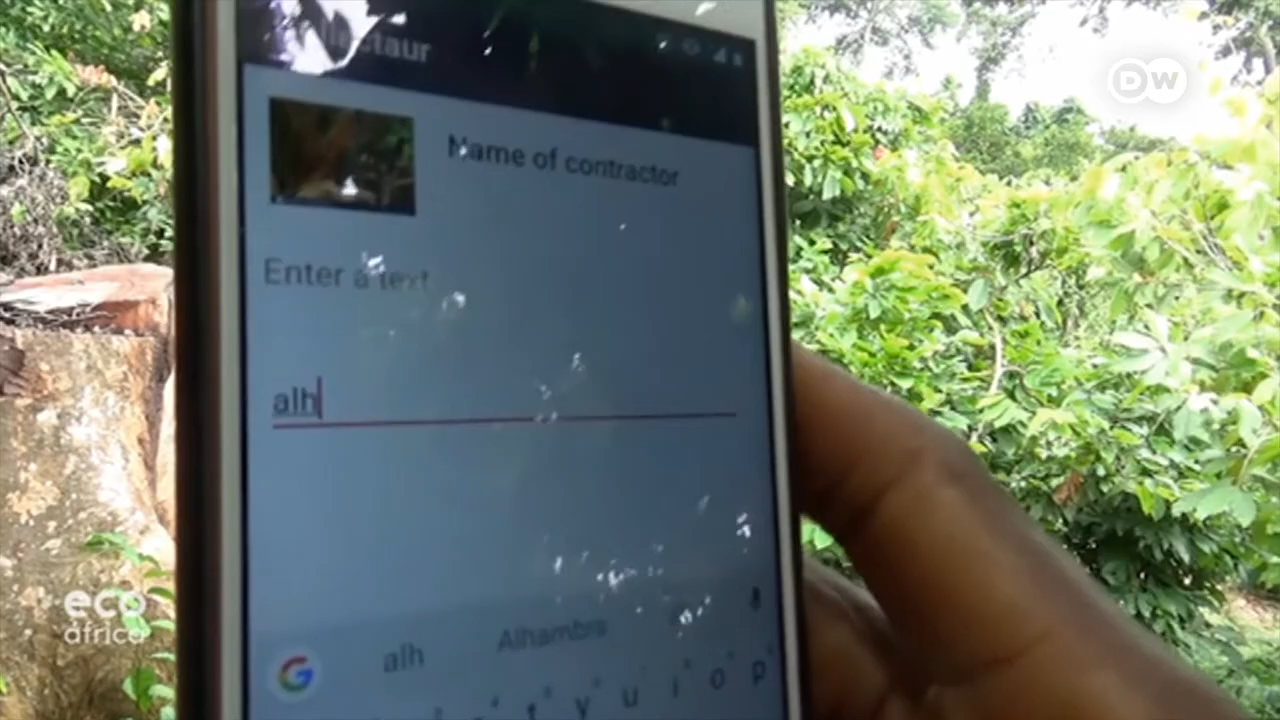 DW
Name of contractor
Enter a text
alh
alh Alhambra
t y u i o p
eco
africa